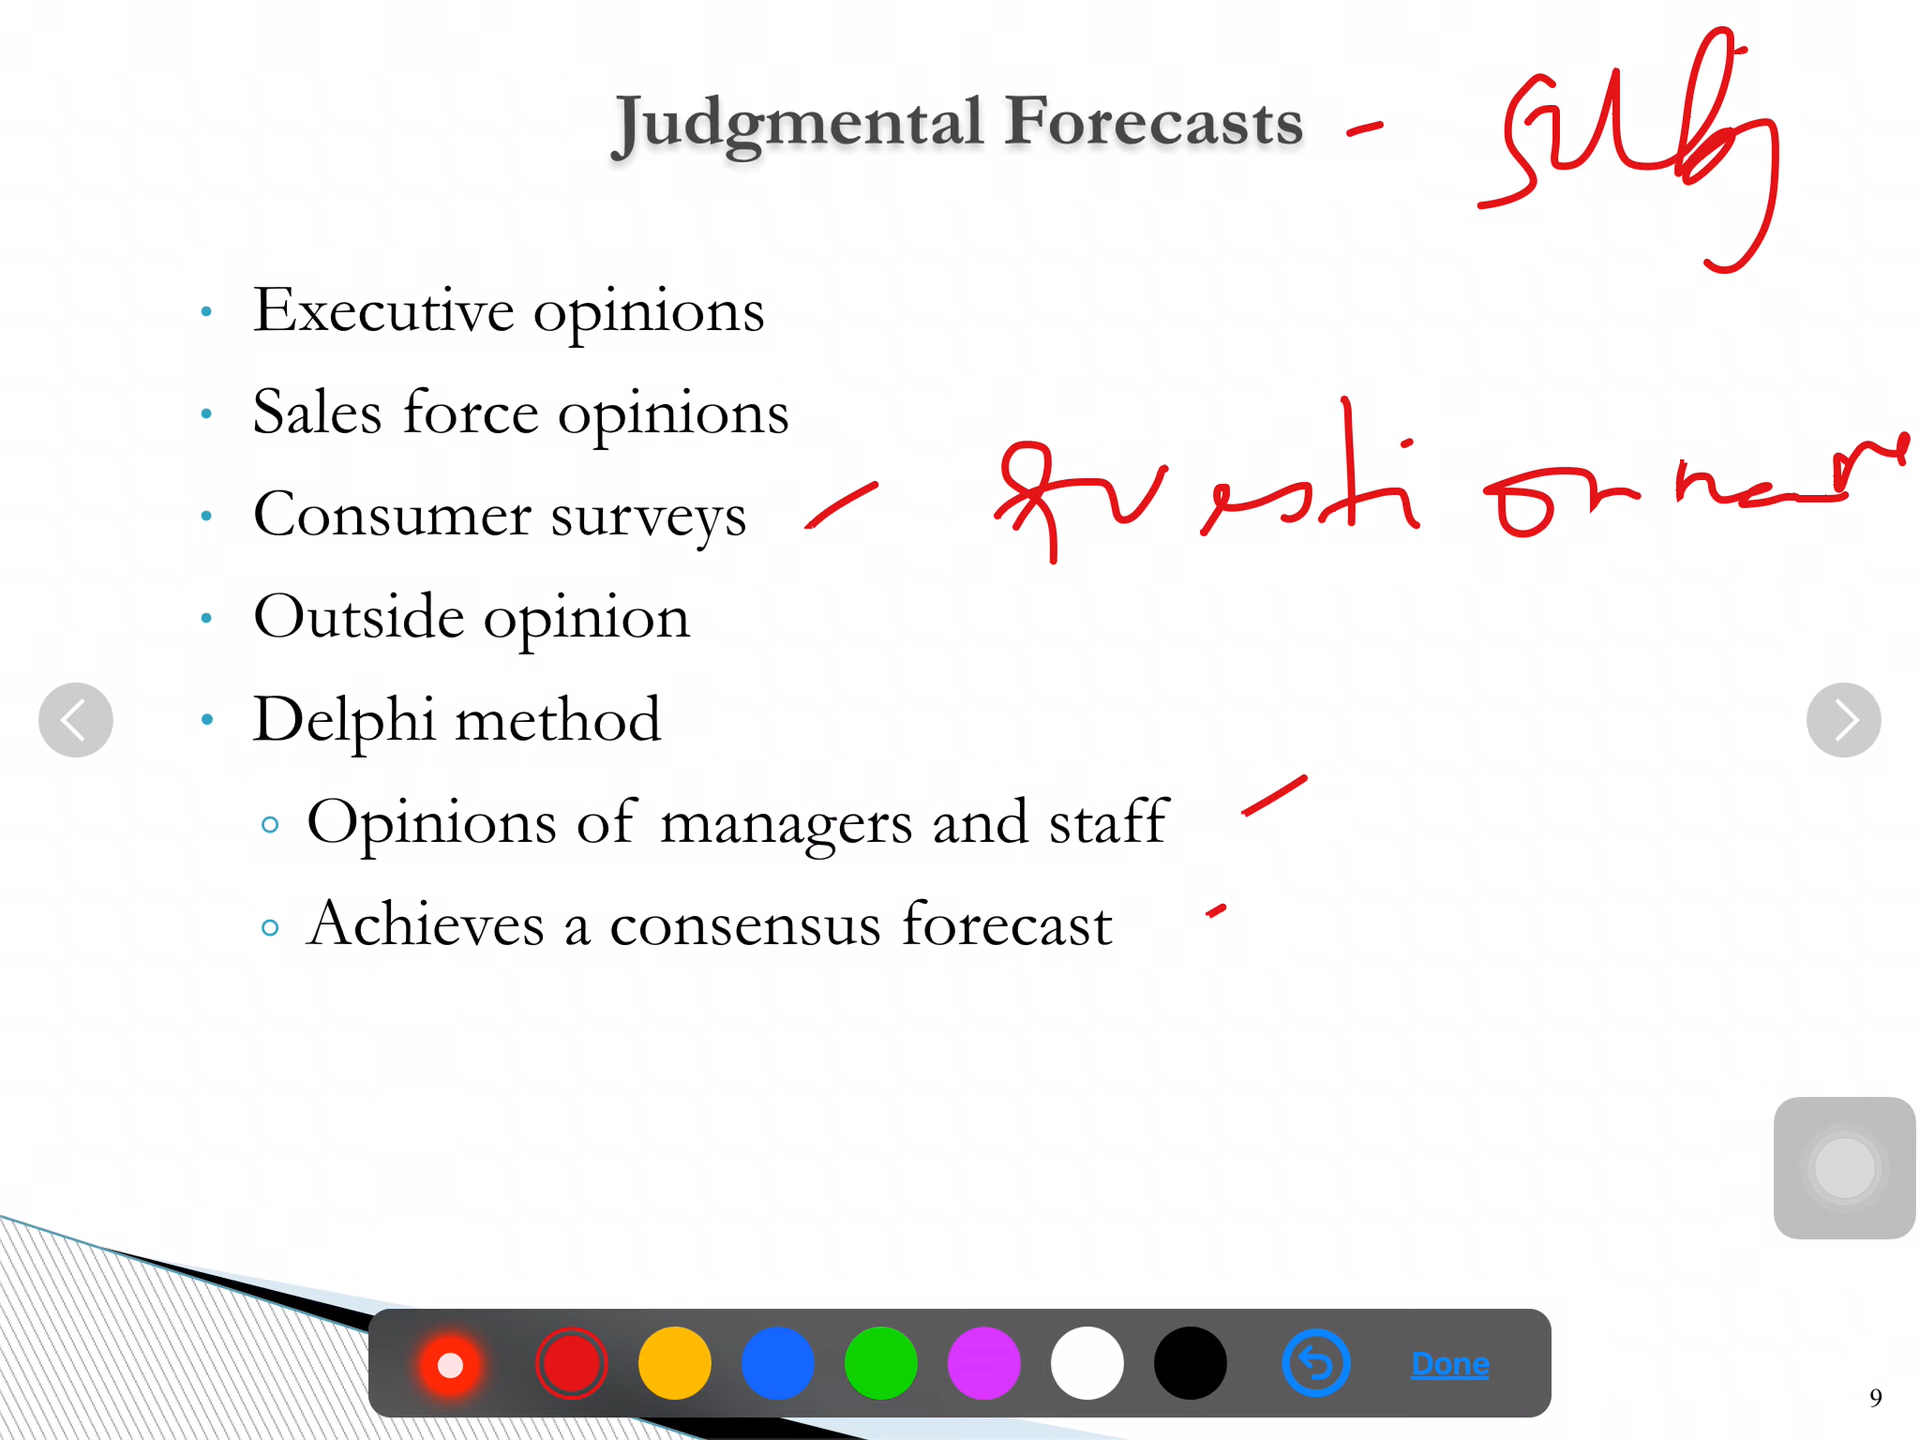 Judgmental Forecasts - subj
• Executive opinions
• Sales force opinions
• Consumer surveys - questionnaire
• Outside opinion
• Delphi method
◦ Opinions of managers and staff
◦ Achieves a consensus forecast
Done
9